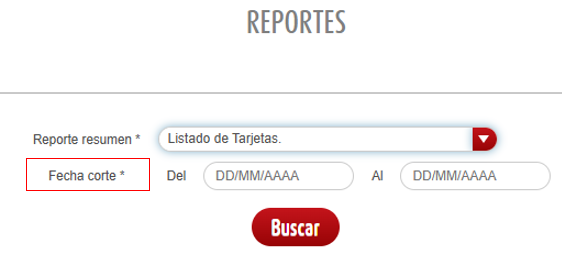 REPORTES
Reporte resumen * Listado de Tarjetas.
Fecha corte * Del DD/MM/AAAA Al DD/MM/AAAA
Buscar